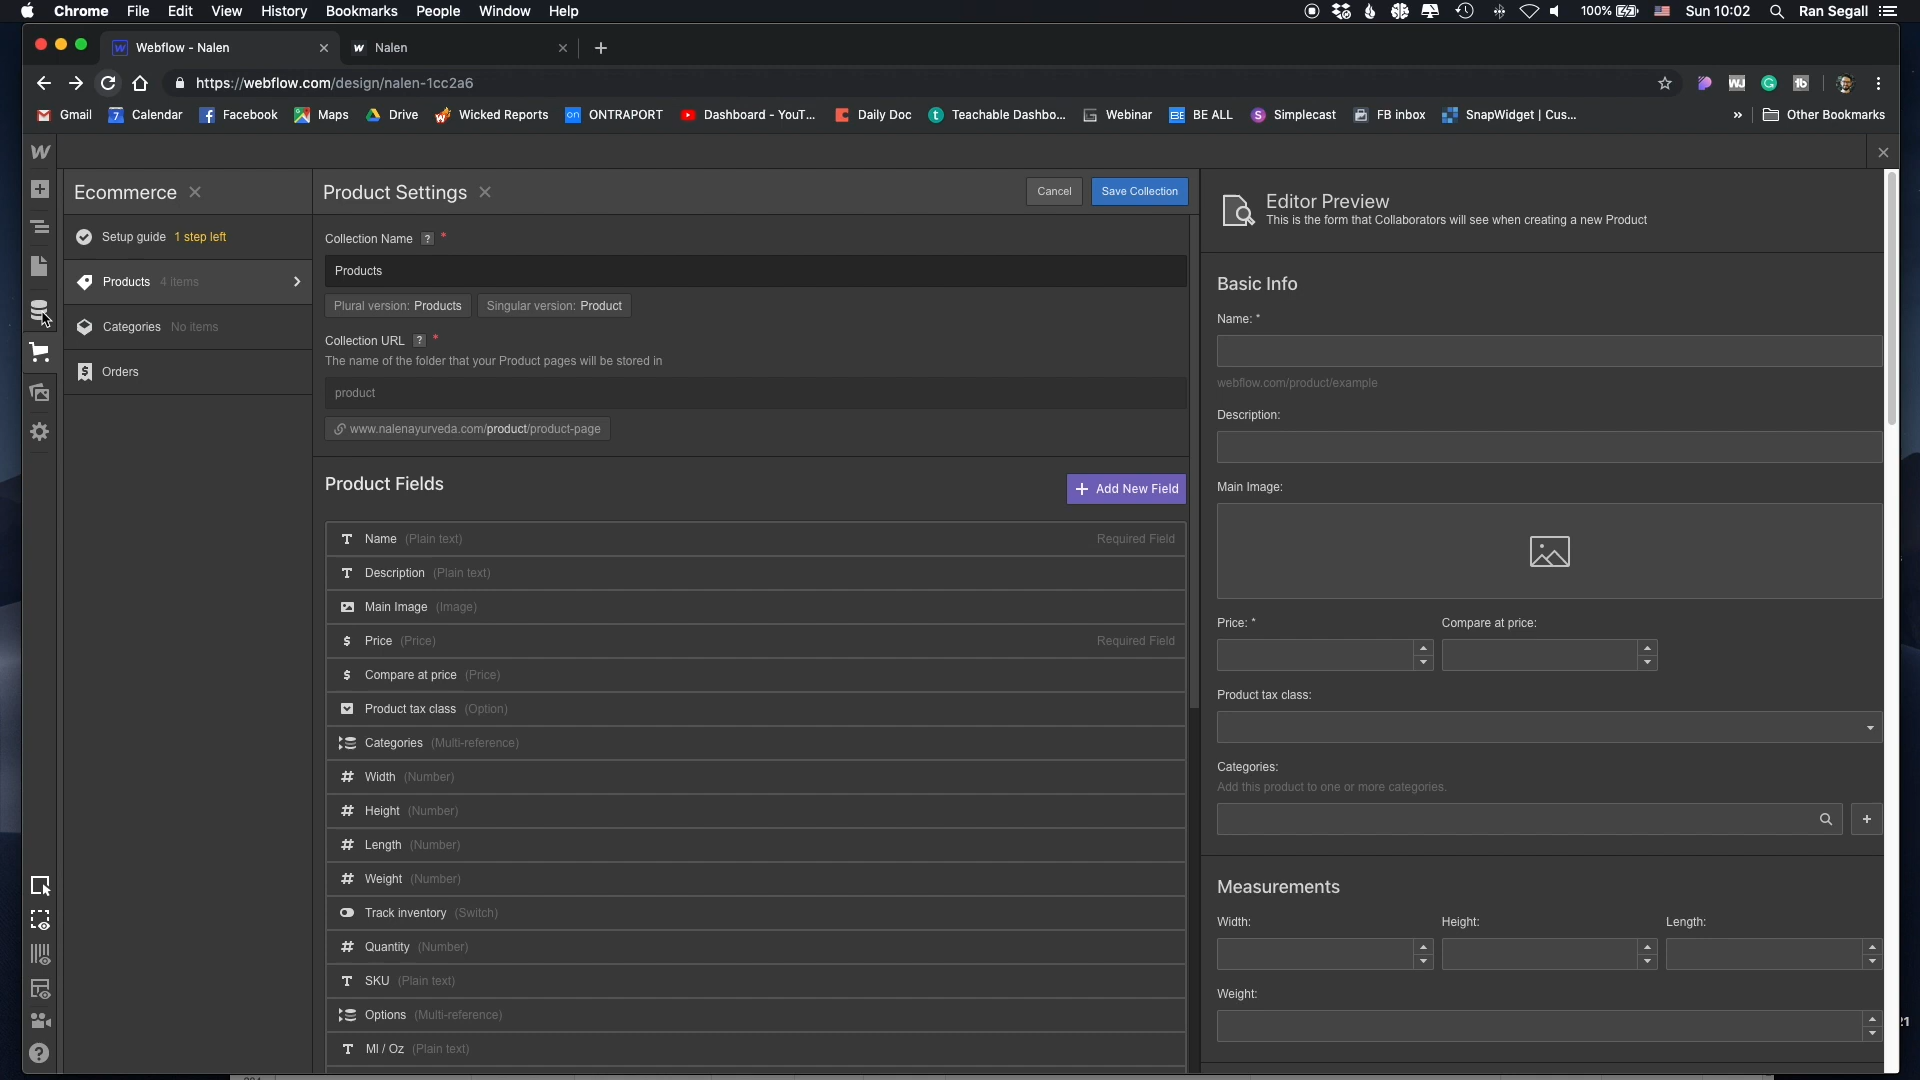 Chrome File Edit View History Bookmarks People Window Help 100% Sun 10:02 Ran Segall
Webflow - Nalen
Nalen
https://webflow.com/design/nalen-1cc2a6
Gmail Calendar Facebook Maps Drive Wicked Reports ONTRAPORT Dashboard - YouT... Daily Doc Teachable Dashbo... Webinar BE ALL Simplecast FB inbox SnapWidget | Cus... » Other Bookmarks
Ecommerce
Setup guide 1 step left
Products 4 items
Categories No items
Orders
Product Settings
Cancel
Save Collection
Collection Name ? *
Products
Plural version: Products
Singular version: Product
Collection URL ? *
The name of the folder that your Product pages will be stored in
product
www.nalenayurveda.com/product/product-page
Product Fields
+ Add New Field
Name (Plain text) Required Field
Description (Plain text)
Main Image (Image)
Price (Price) Required Field
Compare at price (Price)
Product tax class (Option)
Categories (Multi-reference)
Width (Number)
Height (Number)
Length (Number)
Weight (Number)
Track inventory (Switch)
Quantity (Number)
SKU (Plain text)
Options (Multi-reference)
Ml / Oz (Plain text)
Editor Preview
This is the form that Collaborators will see when creating a new Product
Basic Info
Name: *
webflow.com/product/example
Description:
Main Image:
Price: * Compare at price:
Product tax class:
Categories:
Add this product to one or more categories.
Measurements
Width: Height: Length:
Weight: